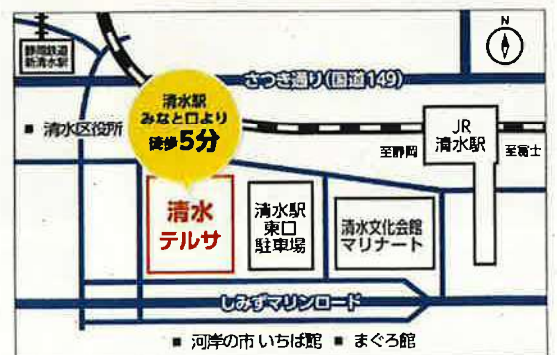 N
静岡鉄道
新清水駅
さつき通り(国道149)
清水駅
みなと口より
徒歩5分
■ 清水区役所
JR
清水駅
至静岡
至富士
清水
テルサ
清水駅
東口
駐車場
清水文化会館
マリナート
しみずマリンロード
■ 河岸の市 いちば館 ■ まぐろ館